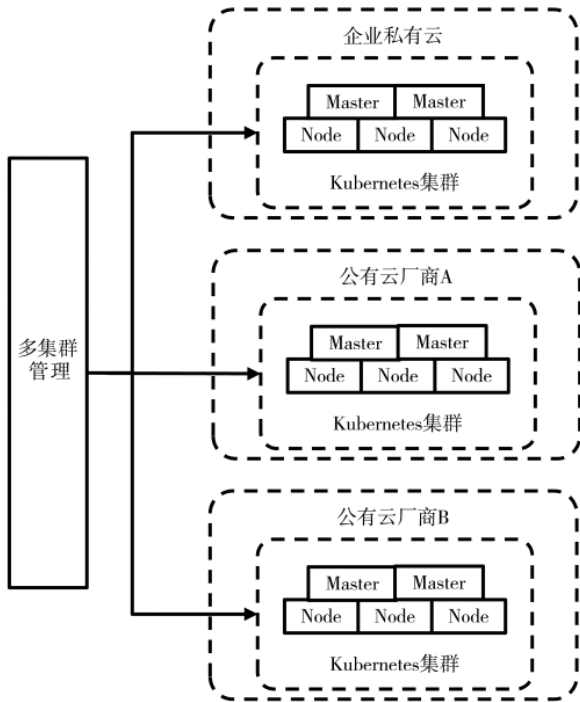 多集群
管理
企业私有云
Master Master
Node Node Node
Kubernetes集群
公有云厂商A
Master Master
Node Node Node
Kubernetes集群
公有云厂商B
Master Master
Node Node Node
Kubernetes集群